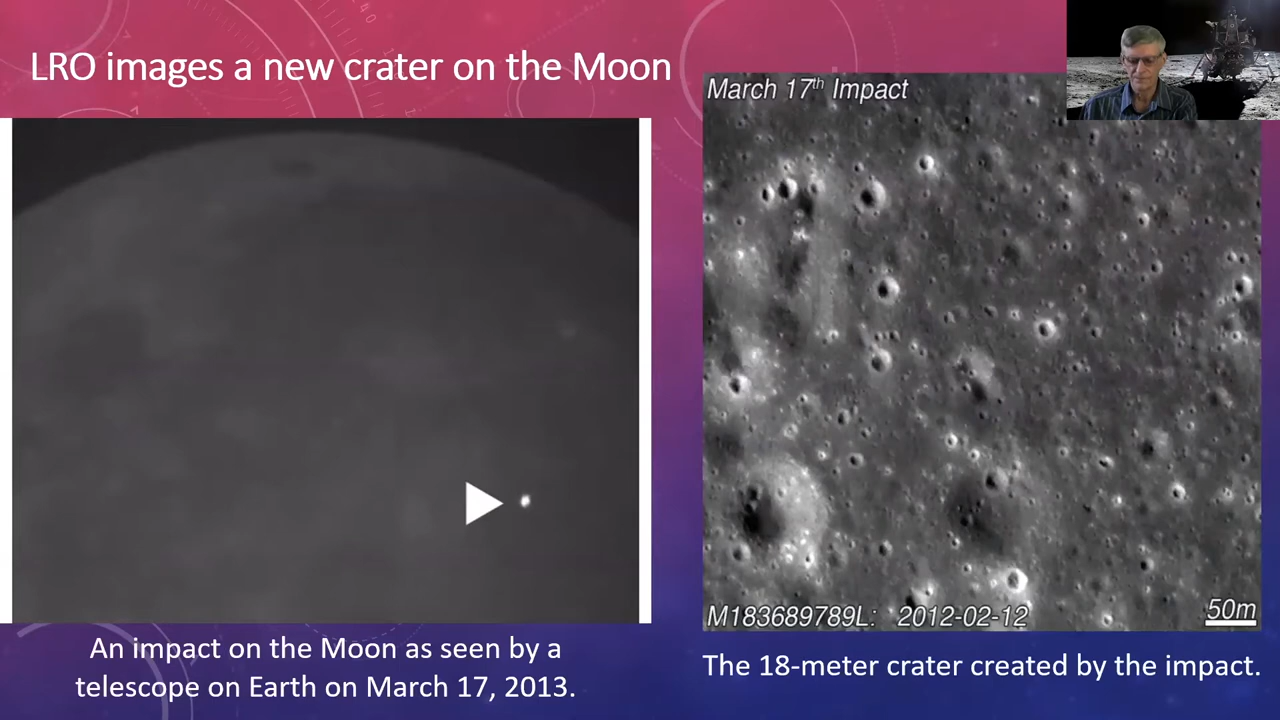 LRO images a new crater on the Moon
March 17th Impact
M183689789L: 2012-02-12
50m
An impact on the Moon as seen by a
telescope on Earth on March 17, 2013.
The 18-meter crater created by the impact.